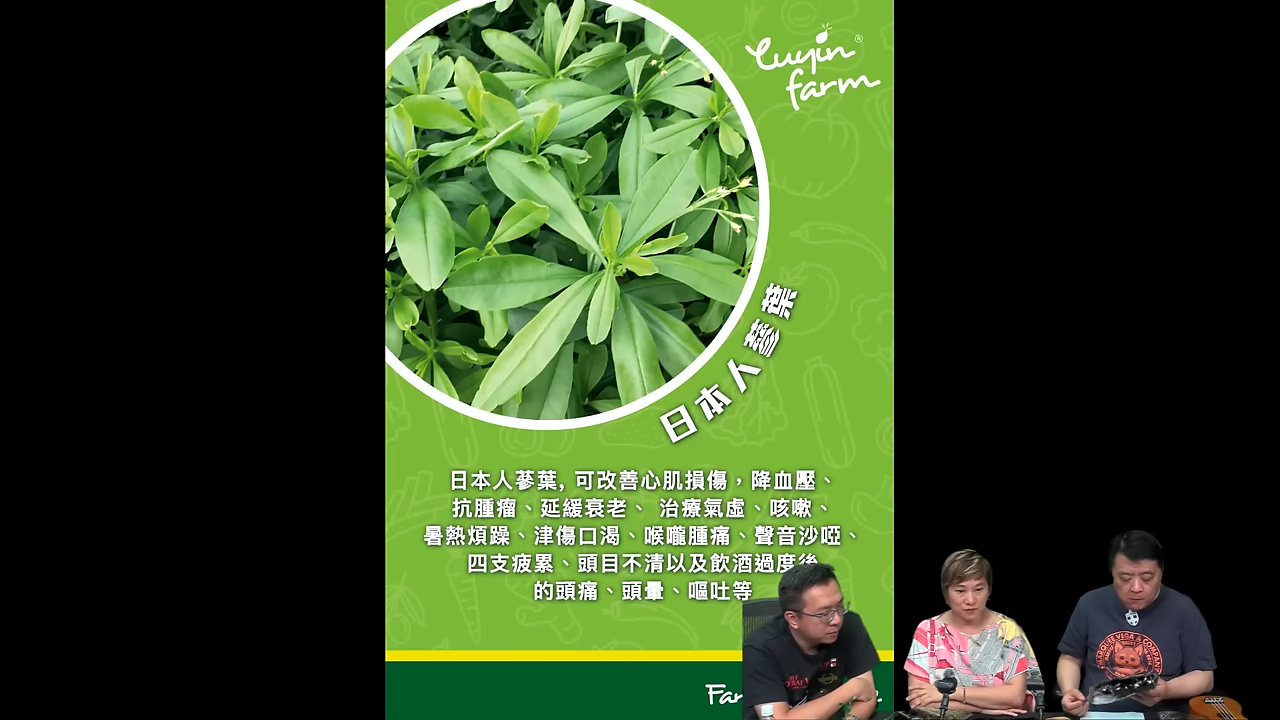 Yuyin®
farm
日本人蔘葉
日本人蔘葉, 可改善心肌損傷，降血壓、
抗腫瘤、延緩衰老、 治療氣虛、咳嗽、
暑熱煩躁、津傷口渴、喉嚨腫痛、聲音沙啞、
四支疲累、頭目不清以及飲酒過度後
的頭痛、頭暈、嘔吐等
VEGA & COMPANY